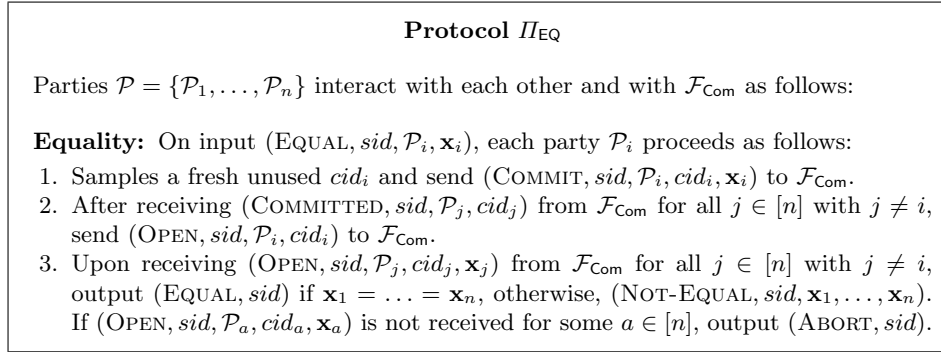 Protocol Π_EQ
Parties 𝒫 = {𝒫_1, . . . , 𝒫_n} interact with each other and with ℱ_Com as follows:
Equality: On input (EQUAL, sid, 𝒫_i, x_i), each party 𝒫_i proceeds as follows:
1. Samples a fresh unused cid_i and send (COMMIT, sid, 𝒫_i, cid_i, x_i) to ℱ_Com.
2. After receiving (COMMITTED, sid, 𝒫_j, cid_j) from ℱ_Com for all j ∈ [n] with j ≠ i,
send (OPEN, sid, 𝒫_i, cid_i) to ℱ_Com.
3. Upon receiving (OPEN, sid, 𝒫_j, cid_j, x_j) from ℱ_Com for all j ∈ [n] with j ≠ i,
output (EQUAL, sid) if x_1 = . . . = x_n, otherwise, (NOT-EQUAL, sid, x_1, . . . , x_n).
If (OPEN, sid, 𝒫_a, cid_a, x_a) is not received for some a ∈ [n], output (ABORT, sid).